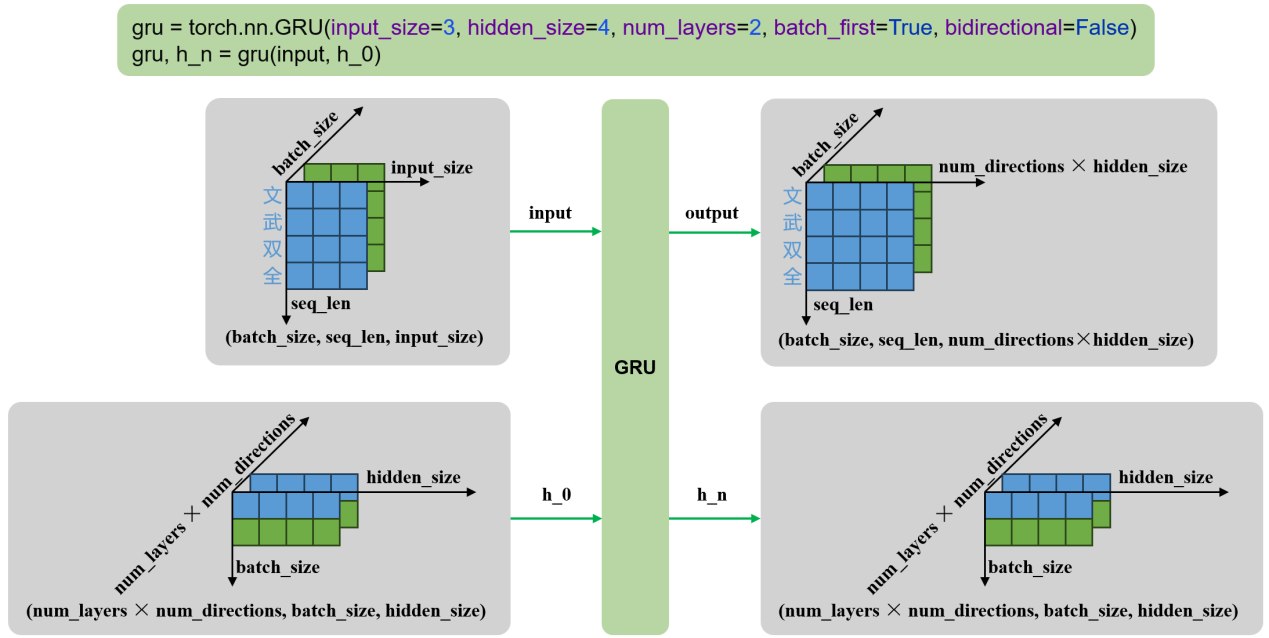 gru = torch.nn.GRU(input_size=3, hidden_size=4, num_layers=2, batch_first=True, bidirectional=False)
gru, h_n = gru(input, h_0)
batch_size
input_size
文
武
双
全
seq_len
(batch_size, seq_len, input_size)
input
GRU
output
batch_size
num_directions × hidden_size
文
武
双
全
seq_len
(batch_size, seq_len, num_directions×hidden_size)
num_layers × num_directions
hidden_size
batch_size
(num_layers × num_directions, batch_size, hidden_size)
h_0
h_n
num_layers × num_directions
hidden_size
batch_size
(num_layers × num_directions, batch_size, hidden_size)